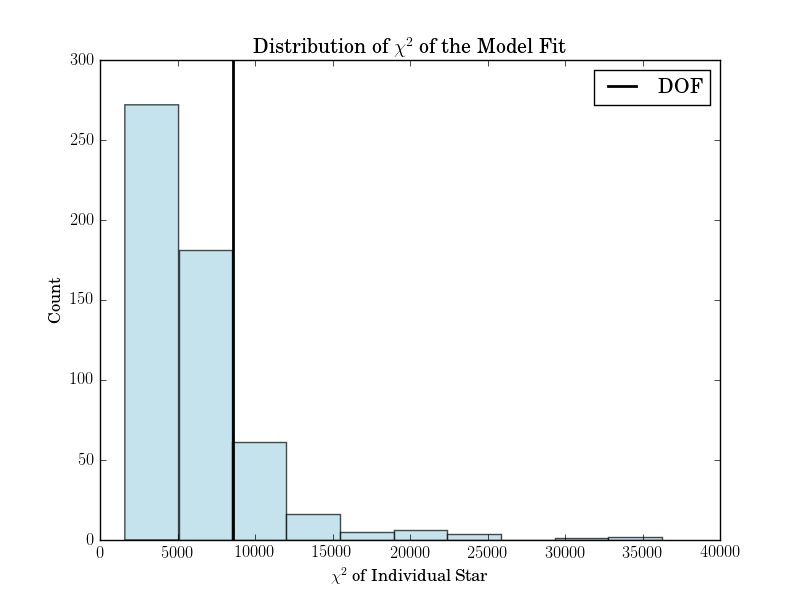 Distribution of χ² of the Model Fit
DOF
300
250
200
150
100
50
0
Count
0 5000 10000 15000 20000 25000 30000 35000 40000
χ² of Individual Star